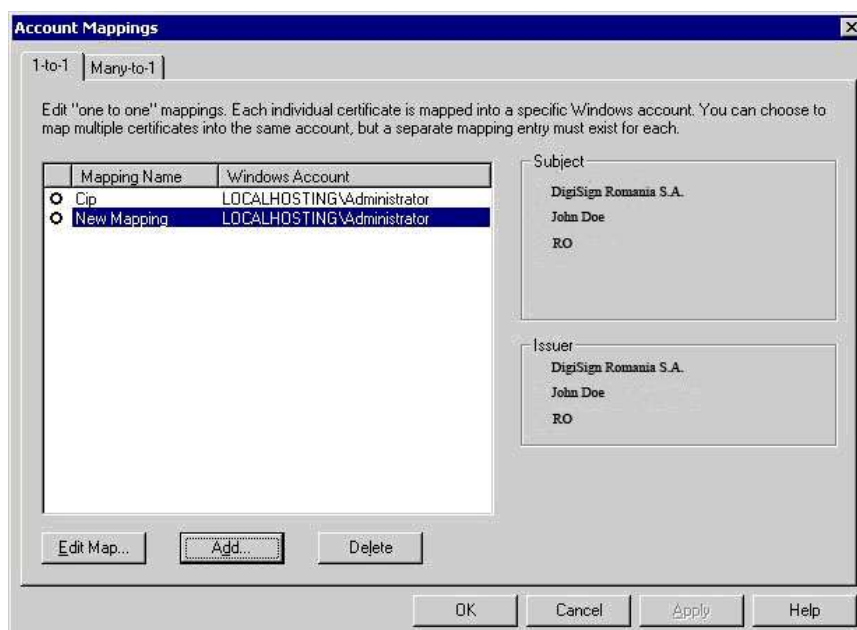 Account Mappings
1-to-1 Many-to-1
Edit "one to one" mappings. Each individual certificate is mapped into a specific Windows account. You can choose to
map multiple certificates into the same account, but a separate mapping entry must exist for each.
Mapping Name Windows Account
Cip LOCALHOSTING\Administrator
New Mapping LOCALHOSTING\Administrator
Subject
DigiSign Romania S.A.
John Doe
RO
Issuer
DigiSign Romania S.A.
John Doe
RO
Edit Map... Add... Delete
OK Cancel Apply Help